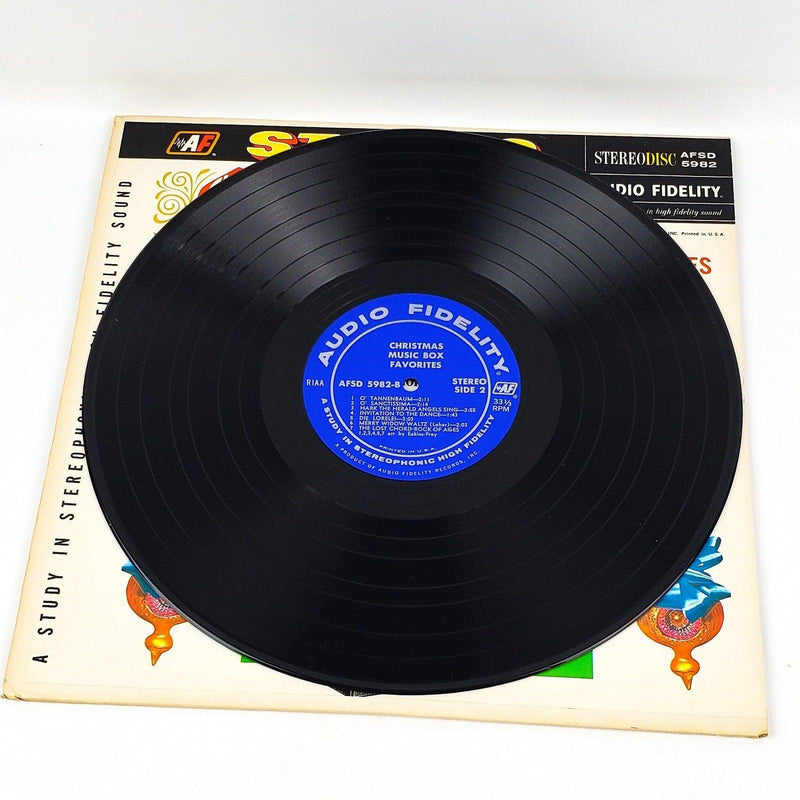 AF
STEREODISC AFSD
5982
UDIO FIDELITY
in high fidelity sound
INC. Printed in U.S.A.
ES
A STUDY IN STEREOPHON
FIDELITY SOUND
AUDIO FIDELITY
CHRISTMAS
MUSIC BOX
FAVORITES
RIAA
AFSD 5982-B
STEREO
SIDE 2
AF
33⅓
RPM
1 O' TANNENBAUM—2:11
2 O' SANCTISSIMA—2:14
3 HARK THE HERALD ANGELS SING—2:55
4 INVITATION TO THE DANCE—1:43
5 DIE LORELEI—3:03
6 MERRY WIDOW WALTZ (Lehar)—2:03
7 THE LOST CHORD-ROCK OF AGES
1,2,3,4,5,7 arr by Eakins-Frey
PRINTED IN U.S.A.
A STUDY IN STEREOPHONIC HIGH FIDELITY
A PRODUCT OF AUDIO FIDELITY RECORDS, INC.